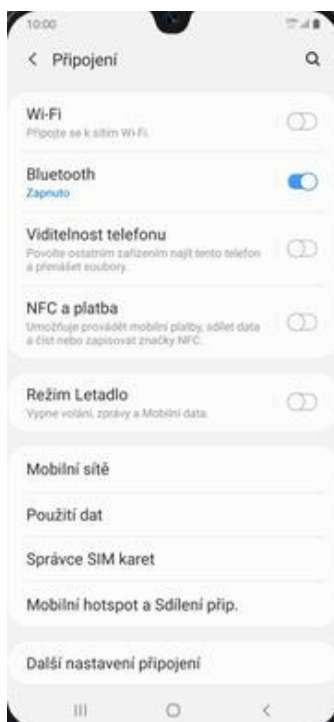 10:00
Připojení
Wi-Fi
Připojte se k sítím Wi-Fi.
Bluetooth
Zapnuto
Viditelnost telefonu
Povolte ostatním zařízením najít tento telefon
a přenášet soubory.
NFC a platba
Umožňuje provádět mobilní platby, sdílet data
a číst nebo zapisovat značky NFC.
Režim Letadlo
Vypne volání, zprávy a Mobilní data.
Mobilní sítě
Použití dat
Správce SIM karet
Mobilní hotspot a Sdílení přip.
Další nastavení připojení